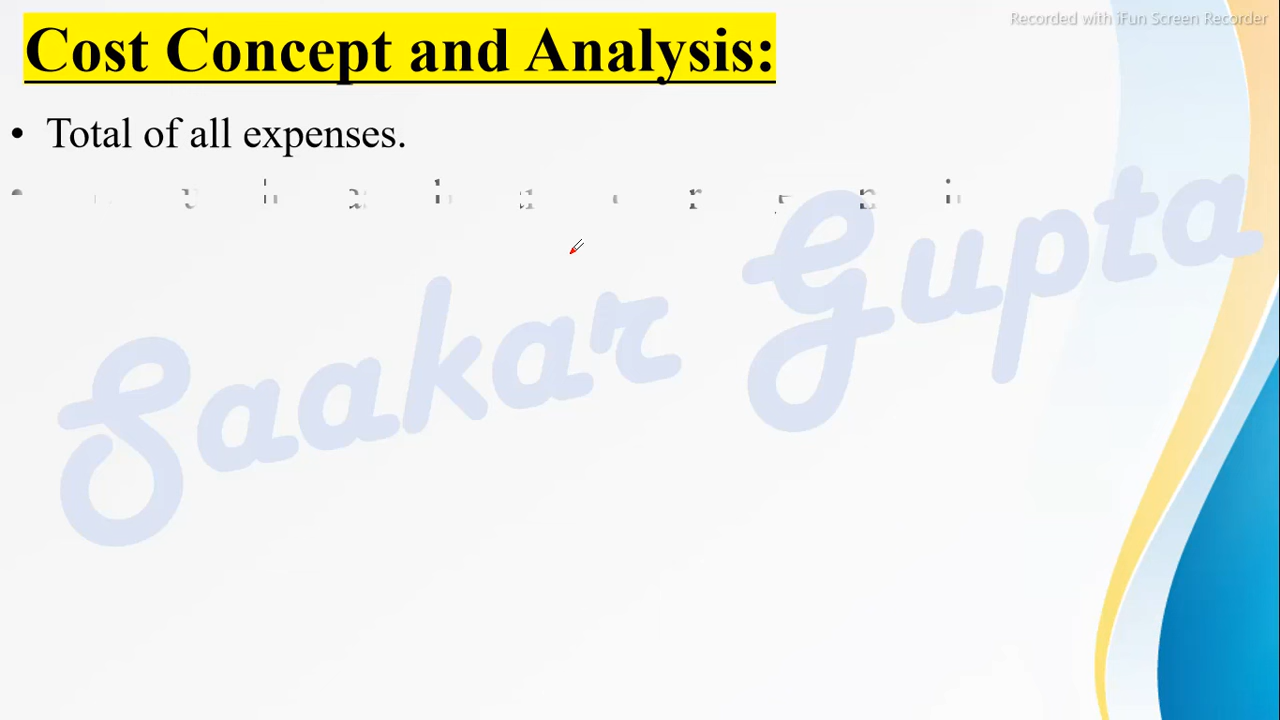 Recorded with iFun Screen Recorder
Cost Concept and Analysis:
• Total of all expenses.
Saakar Gupta